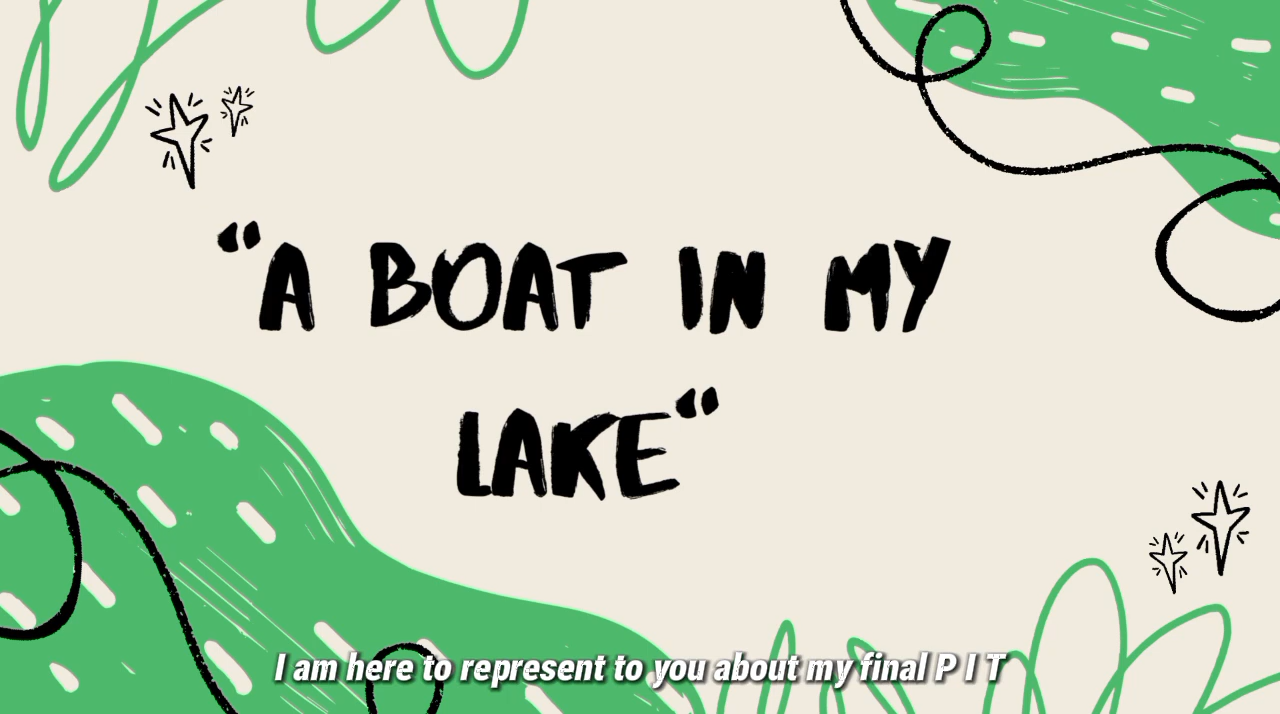 “A BOAT IN MY
LAKE“
I am here to represent to you about my final P I T